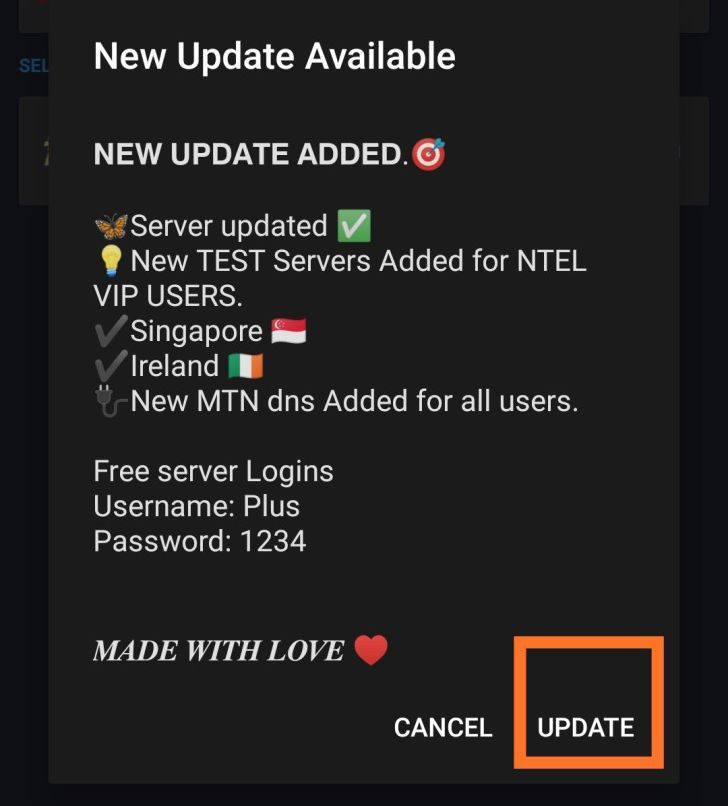 New Update Available
SEL
NEW UPDATE ADDED.🎯
🦋Server updated ✅
💡New TEST Servers Added for NTEL
VIP USERS.
✔Singapore 🇸🇬
✔Ireland 🇮🇪
🔌New MTN dns Added for all users.
Free server Logins
Username: Plus
Password: 1234
MADE WITH LOVE ♥
CANCEL UPDATE